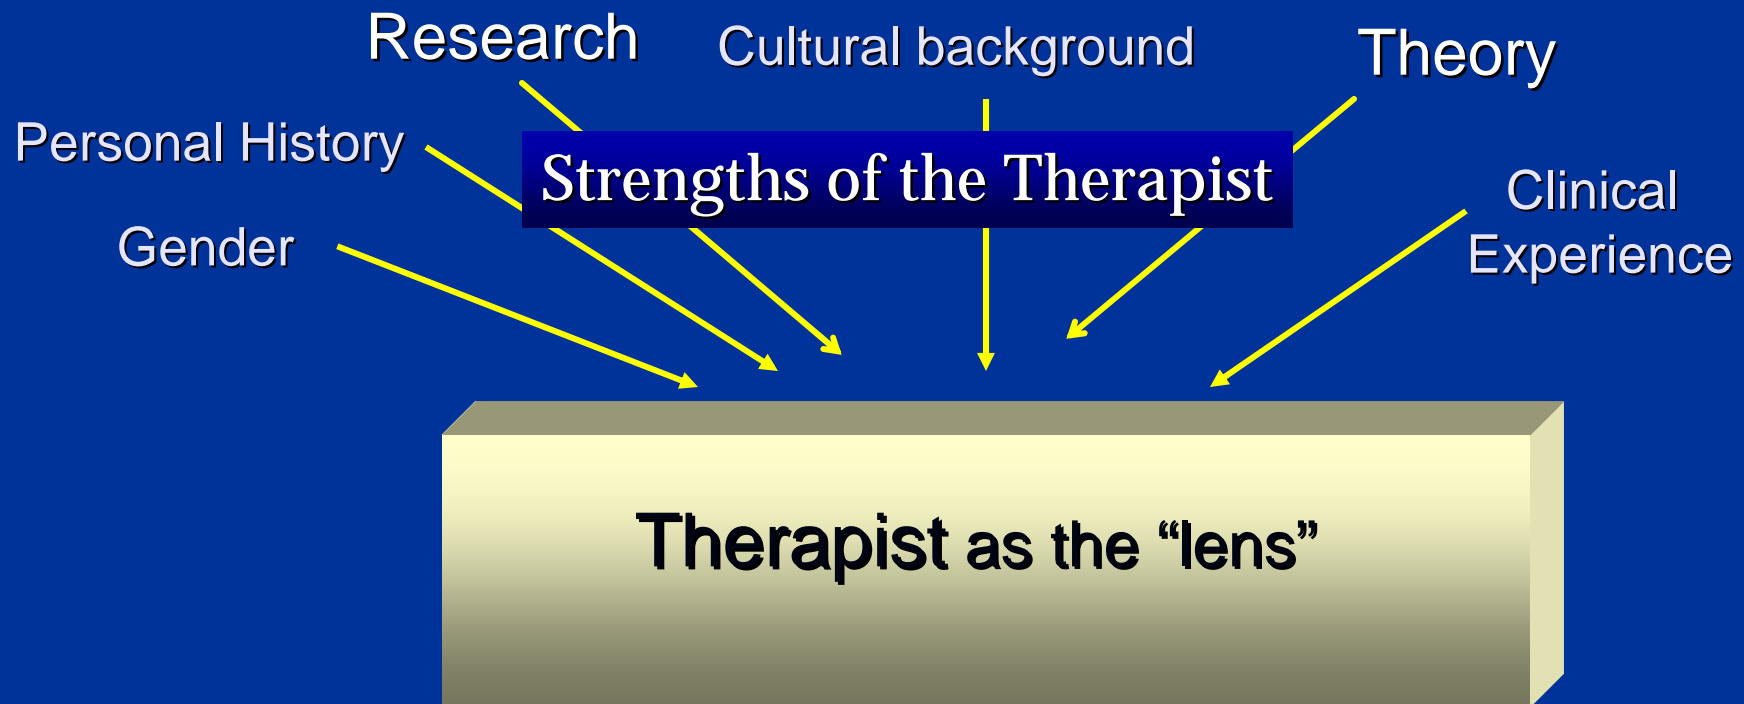 Research
Cultural background
Theory
Personal History
Strengths of the Therapist
Clinical
Experience
Gender
Therapist as the “lens”